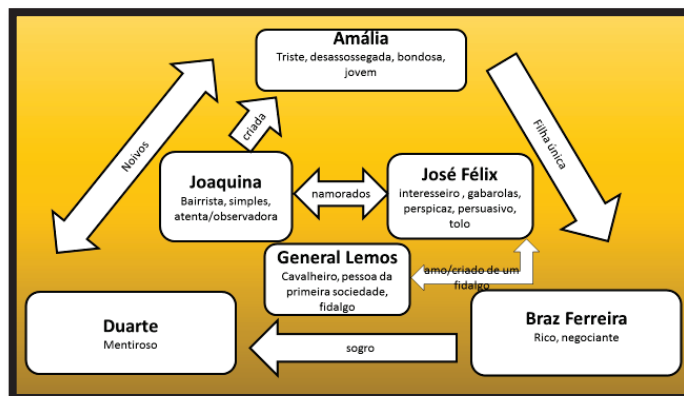 Amália
Triste, desassossegada, bondosa,
jovem
Noivos
criada
Filha única
Joaquina
Bairrista, simples,
atenta/observadora
namorados
José Félix
interesseiro , gabarolas,
perspicaz, persuasivo,
tolo
General Lemos
Cavalheiro, pessoa da
primeira sociedade,
fidalgo
amo/criado de um
fidalgo
Duarte
Mentiroso
sogro
Braz Ferreira
Rico, negociante